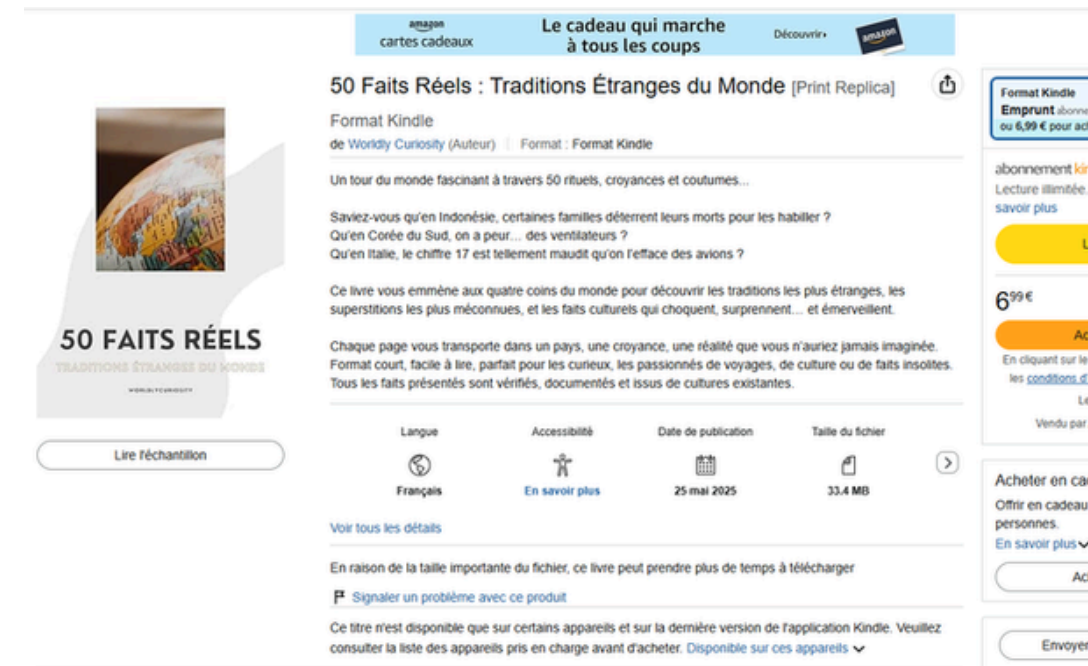 amazon
cartes cadeaux
Le cadeau qui marche
à tous les coups
Découvrir
amazon
50 Faits Réels : Traditions Étranges du Monde [Print Replica]
Format Kindle
de Worldly Curiosity (Auteur) | Format : Format Kindle
Un tour du monde fascinant à travers 50 rituels, croyances et coutumes...
Saviez-vous qu'en Indonésie, certaines familles déterrent leurs morts pour les habiller ?
Qu'en Corée du Sud, on a peur... des ventilateurs ?
Qu'en Italie, le chiffre 17 est tellement maudit qu'on l'efface des avions ?
Ce livre vous emmène aux quatre coins du monde pour découvrir les traditions les plus étranges, les
superstitions les plus méconnues, et les faits culturels qui choquent, surprennent... et émerveillent.
Chaque page vous transporte dans un pays, une croyance, une réalité que vous n'auriez jamais imaginée.
Format court, facile à lire, parfait pour les curieux, les passionnés de voyages, de culture ou de faits insolites.
Tous les faits présentés sont vérifiés, documentés et issus de cultures existantes.
Langue
Français
Accessibilité
En savoir plus
Date de publication
25 mai 2025
Taille du fichier
33.4 MB
Voir tous les détails
En raison de la taille importante du fichier, ce livre peut prendre plus de temps à télécharger
Signaler un problème avec ce produit
Ce titre n'est disponible que sur certains appareils et sur la dernière version de l'application Kindle. Veuillez
consulter la liste des appareils pris en charge avant d'acheter. Disponible sur ces appareils
50 FAITS RÉELS
TRADITIONS ÉTRANGES DU MONDE
WORLDLYCURIOSITY
Lire l'échantillon
Format Kindle
Emprunt
ou 6,99 € pour
abonnement
Lecture illimitée.
savoir plus
6,99 €
En cliquant sur
les conditions
Vendu par
Acheter en
Offrir en cadeau
personnes.
En savoir plus
Envoyer